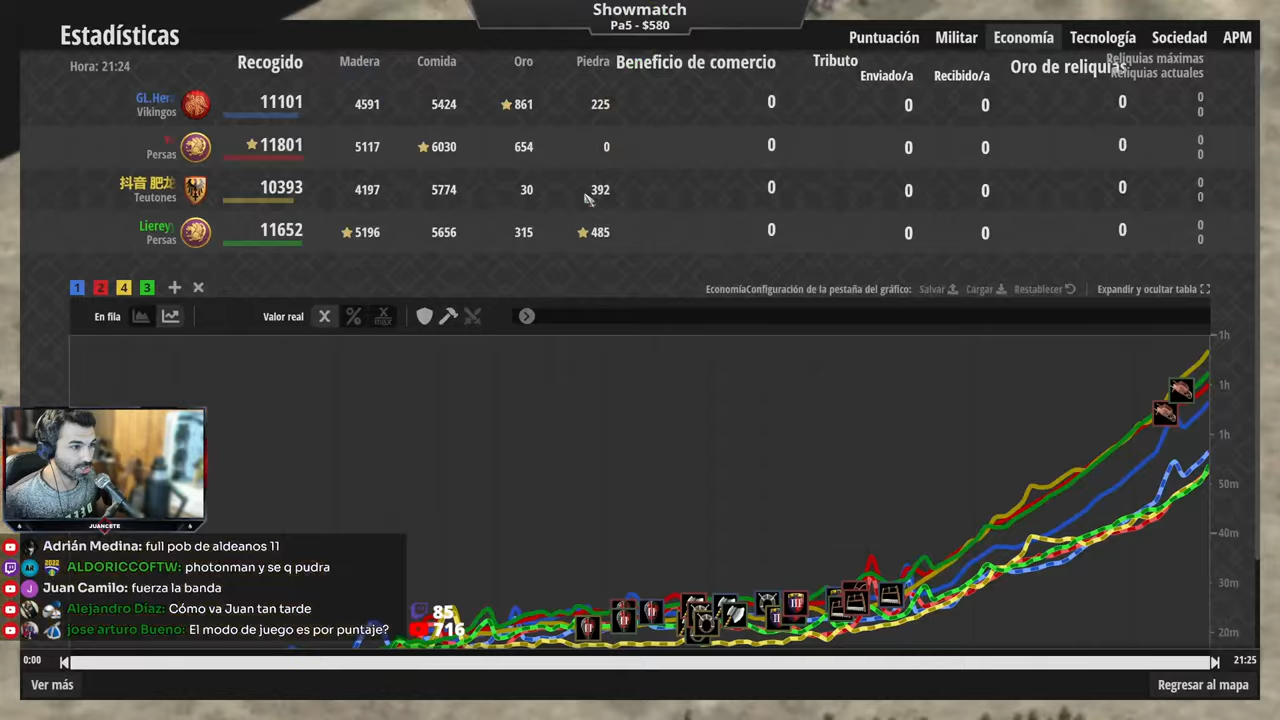 Showmatch
Pa5 - $580
Estadísticas
Puntuación Militar Economía Tecnología Sociedad APM
Hora: 21:24
Recogido Madera Comida Oro Piedra Beneficio de comercio Tributo Enviado/a Recibido/a Oro de reliquias Reliquias máximas
Reliquias actuales
GL.Her
Vikingos
11101 4591 5424 861 225 0 0 0 0 0
0
Persas
11801 5117 6030 654 0 0 0 0 0 0
0
抖音 肥龙
Teutones
10393 4197 5774 30 392 0 0 0 0 0
0
Lierey
Persas
11652 5196 5656 315 485 0 0 0 0 0
0
1 2 4 3
EconomíaConfiguración de la pestaña del gráfico: Salvar Cargar Restablecer Expandir y ocultar tabla
En fila Valor real X % X max
1h
1h
1h
50m
40m
30m
20m
JUANCETE
Adrián Medina: full pob de aldeanos 11
ALDORICCOFTW: photonman y se q pudra
Juan Camilo: fuerza la banda
Alejandro Díaz: Cómo va Juan tan tarde
jose arturo Bueno: El modo de juego es por puntaje?
85
716
0:00 21:25
Ver más Regresar al mapa